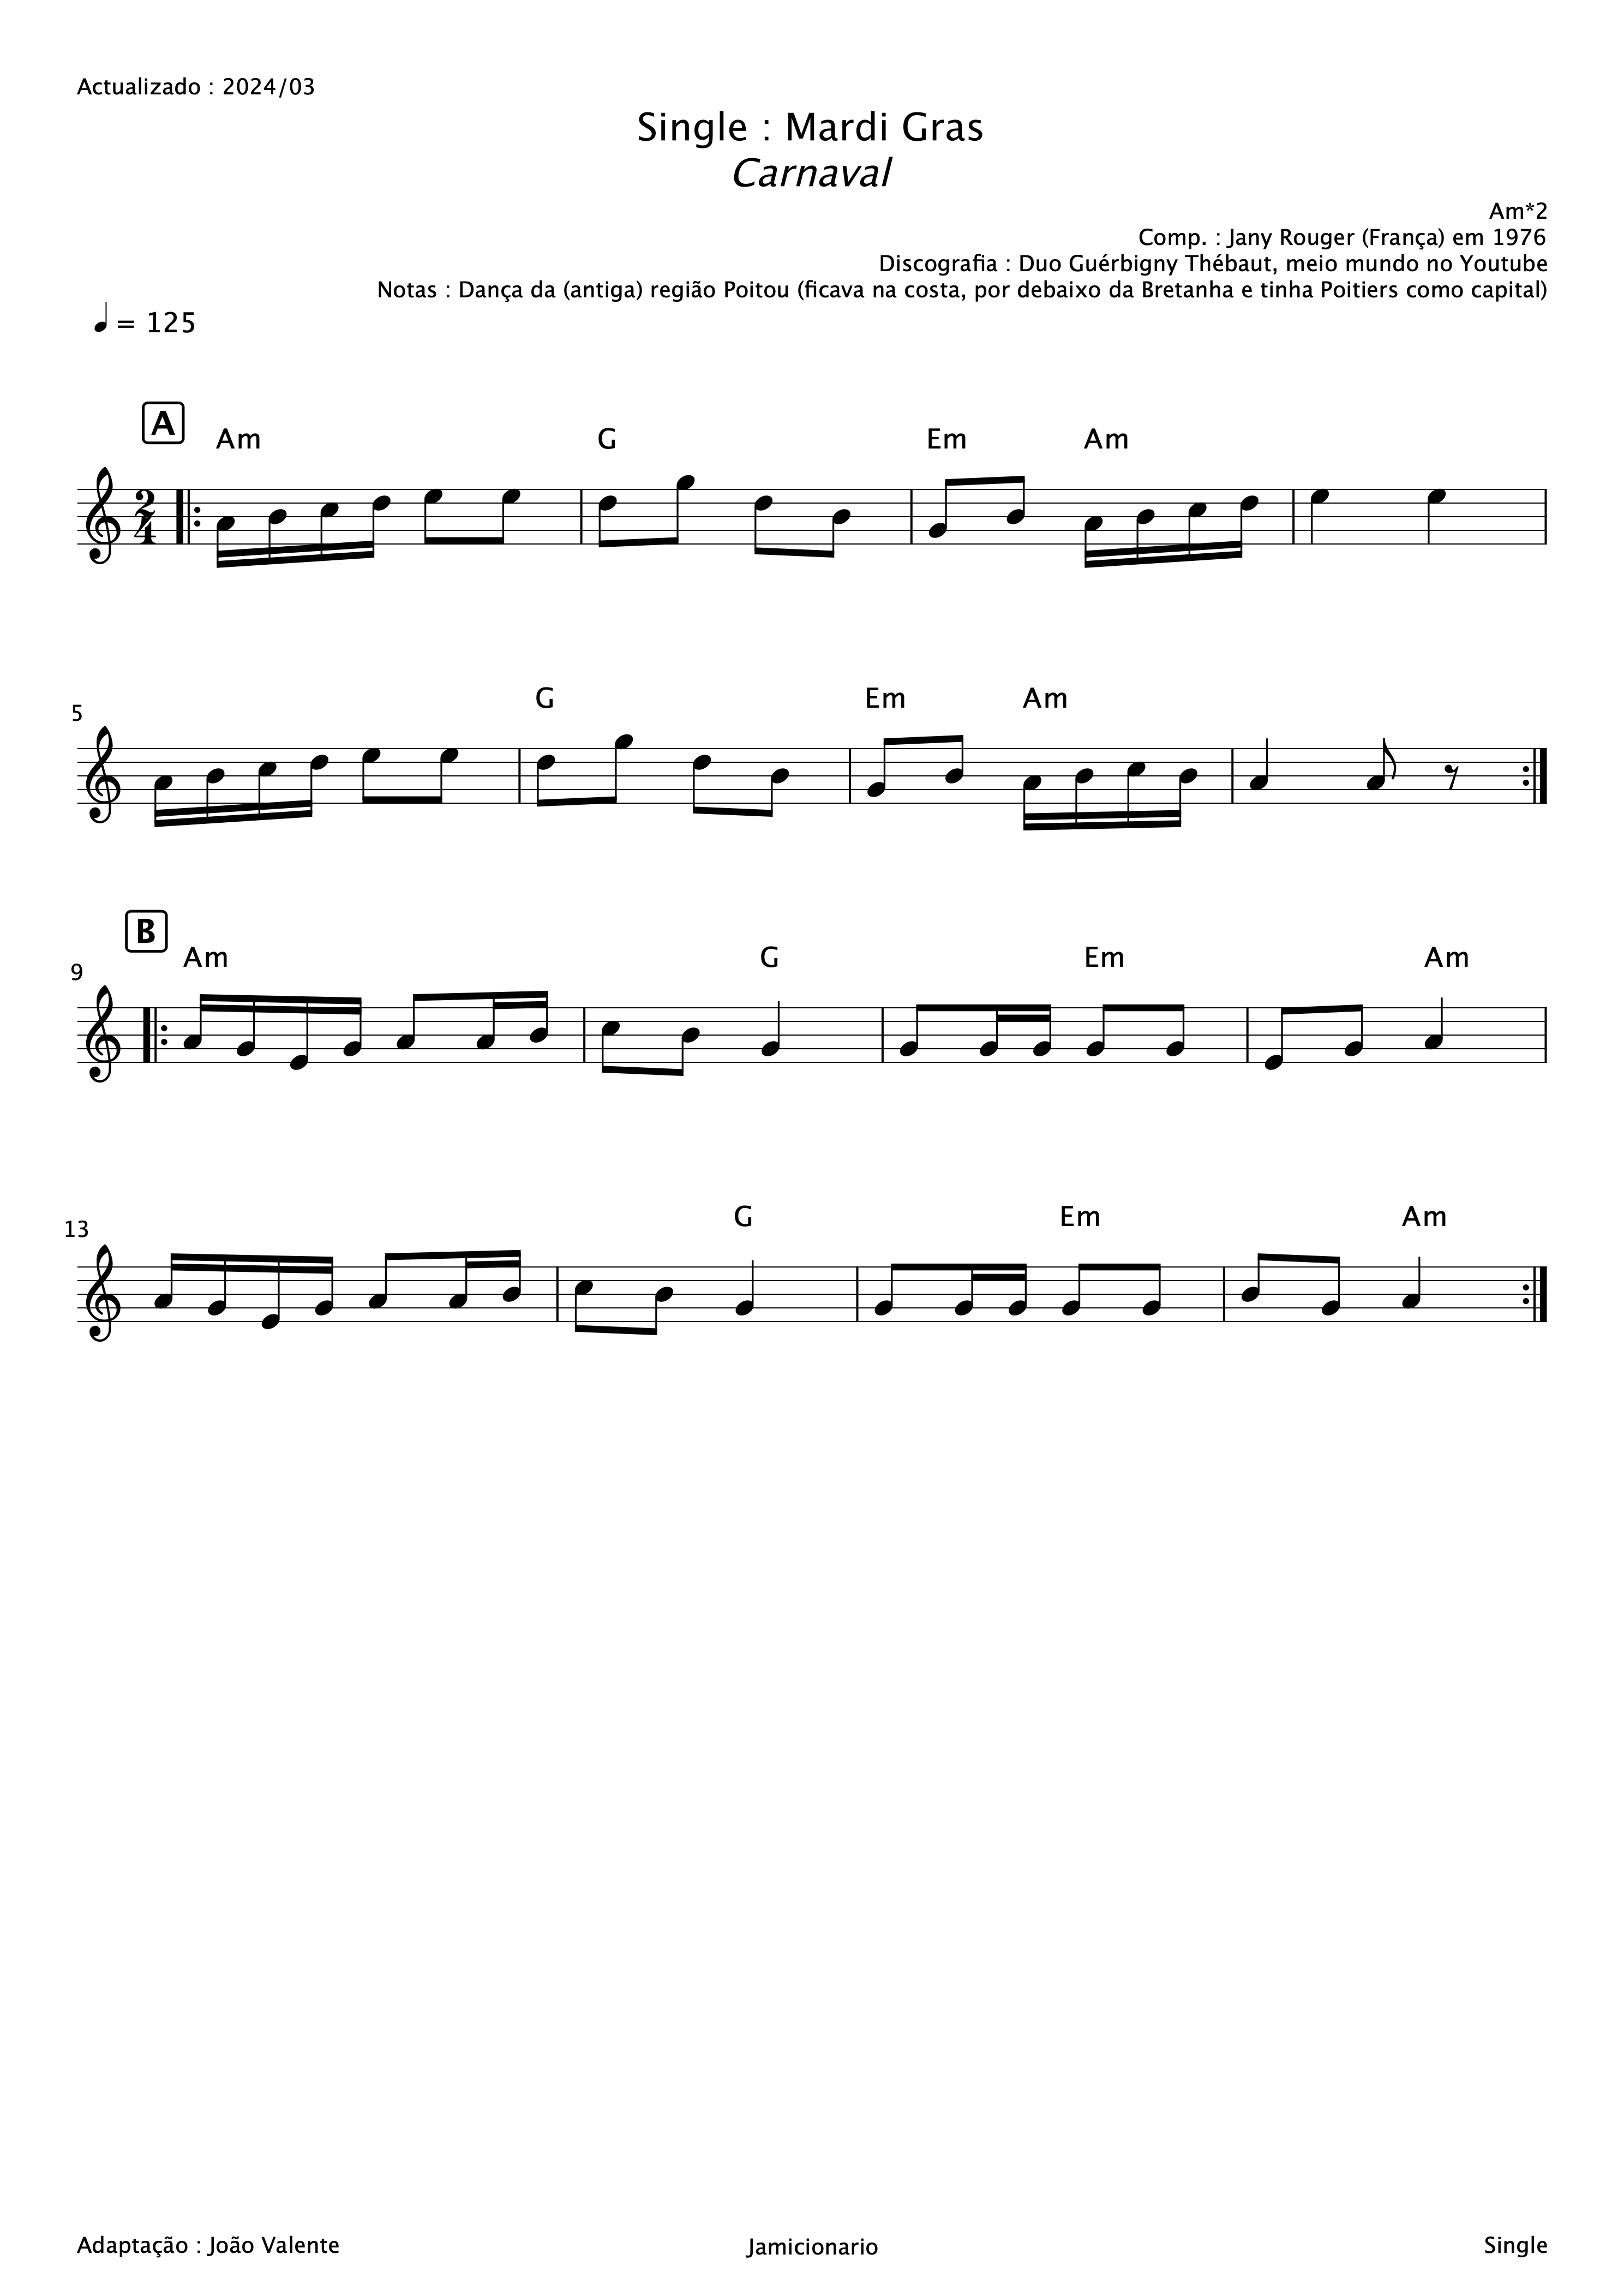 Actualizado : 2024/03
Single : Mardi Gras
Carnaval
Am*2
Comp. : Jany Rouger (França) em 1976
Discografia : Duo Guérbigny Thébaut, meio mundo no Youtube
Notas : Dança da (antiga) região Poitou (ficava na costa, por debaixo da Bretanha e tinha Poitiers como capital)
= 125
A
Am G Em Am
2
4
5 G Em Am
B
9 Am G Em Am
13 G Em Am
Adaptação : João Valente Jamicionario Single